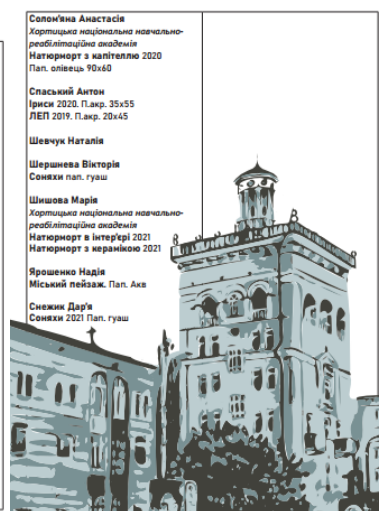 Солом'яна Анастасія
Хортицька національна навчально-
реабілітаційна академія
Натюрморт з капітеллю 2020
Пап. олівець 90х60
Спаський Антон
Іриси 2020. П.акр. 35х55
ЛЕП 2019. П.акр. 20х45
Шевчук Наталія
Шершнева Вікторія
Соняхи пап. гуаш
Шишова Марія
Хортицька національна навчально-
реабілітаційна академія
Натюрморт в інтер'єрі 2021
Натюрморт з керанікою 2021
Ярошенко Надія
Міський пейзаж. Пап. Акв
Снежик Дар'я
Соняхи 2021 Пап. гуаш